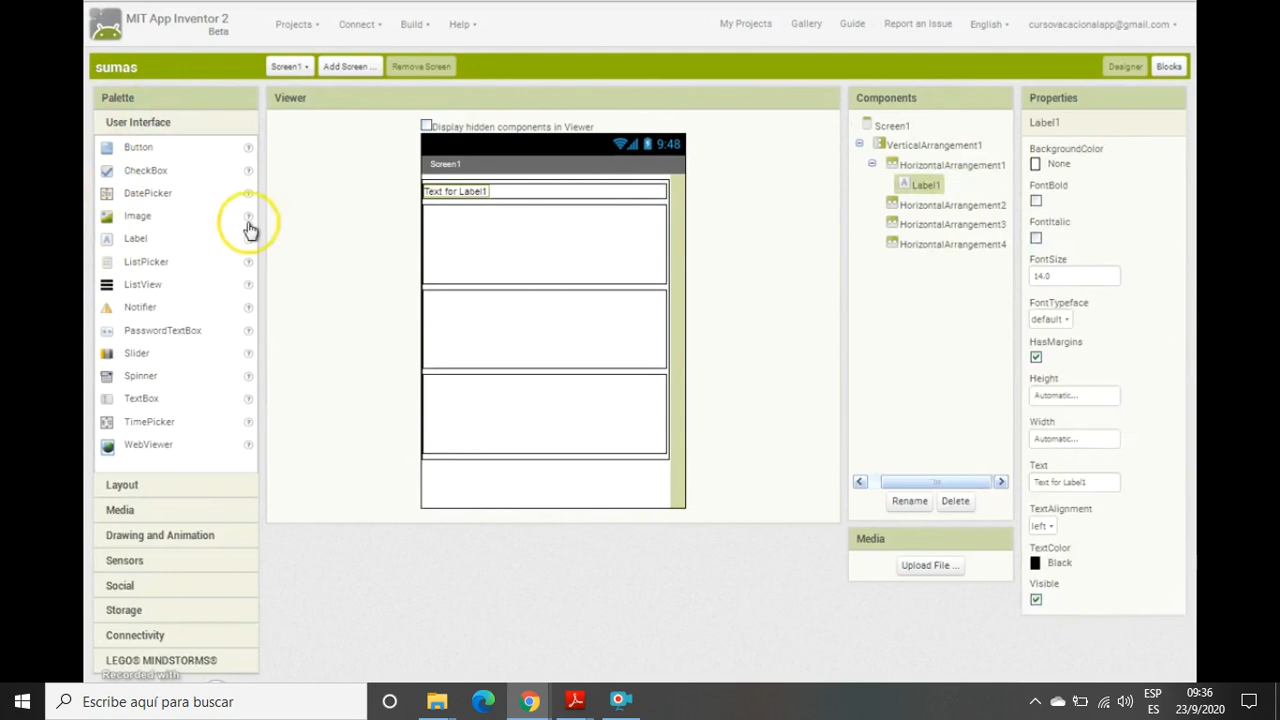 MIT App Inventor 2
Beta
Projects Connect Build Help
My Projects Gallery Guide Report an Issue English cursovacacionalapp@gmail.com
sumas
Screen1 Add Screen ... Remove Screen
Designer Blocks
Palette
User Interface
Button
CheckBox
DatePicker
Image
Label
ListPicker
ListView
Notifier
PasswordTextBox
Slider
Spinner
TextBox
TimePicker
WebViewer
Layout
Media
Drawing and Animation
Sensors
Social
Storage
Connectivity
LEGO® MINDSTORMS®
Recorded with
Viewer
Display hidden components in Viewer
9:48
Screen1
Text for Label1
Components
Screen1
VerticalArrangement1
HorizontalArrangement1
Label1
HorizontalArrangement2
HorizontalArrangement3
HorizontalArrangement4
Rename Delete
Media
Upload File ...
Properties
Label1
BackgroundColor
None
FontBold
FontItalic
FontSize
14.0
FontTypeface
default
HasMargins
Height
Automatic...
Width
Automatic...
Text
Text for Label1
TextAlignment
left
TextColor
Black
Visible
Escribe aquí para buscar
ESP
ES
09:36
23/9/2020